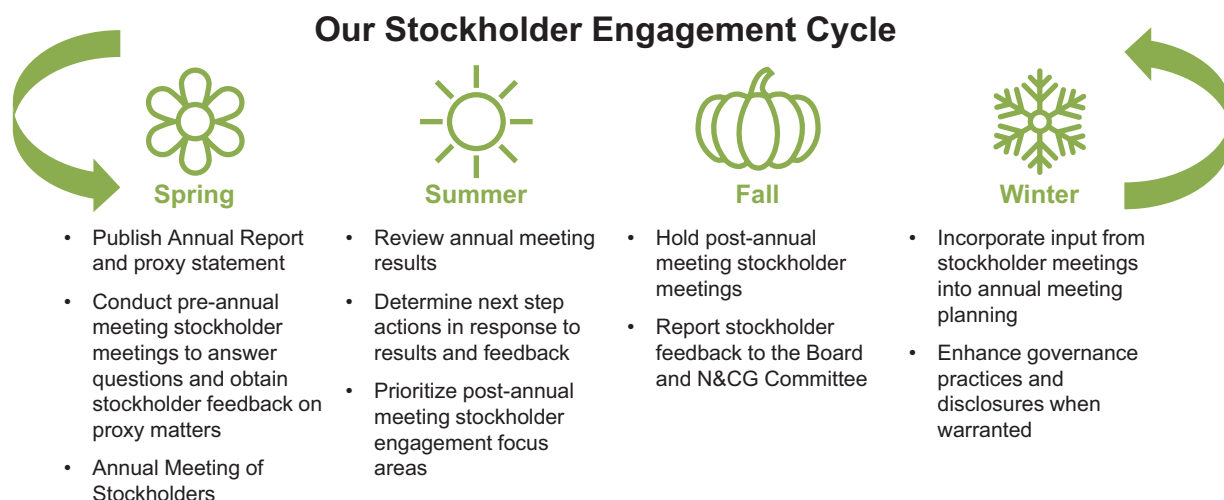 Our Stockholder Engagement Cycle
Spring
• Publish Annual Report
and proxy statement
• Conduct pre-annual
meeting stockholder
meetings to answer
questions and obtain
stockholder feedback on
proxy matters
• Annual Meeting of
Stockholders
Summer
• Review annual meeting
results
• Determine next step
actions in response to
results and feedback
• Prioritize post-annual
meeting stockholder
engagement focus
areas
Fall
• Hold post-annual
meeting stockholder
meetings
• Report stockholder
feedback to the Board
and N&CG Committee
Winter
• Incorporate input from
stockholder meetings
into annual meeting
planning
• Enhance governance
practices and
disclosures when
warranted